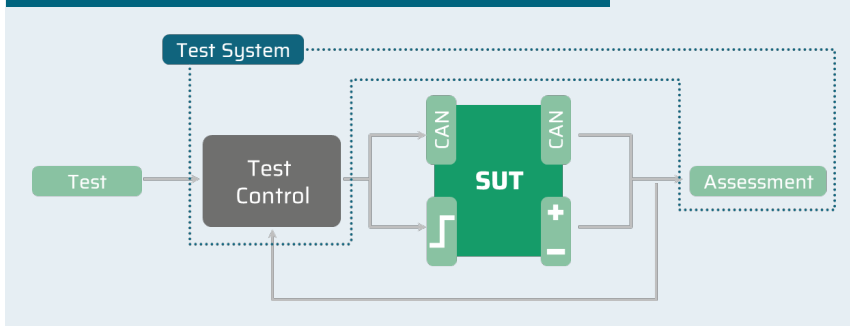 Test System
Test
Test
Control
CAN
SUT
CAN
+
−
Assessment